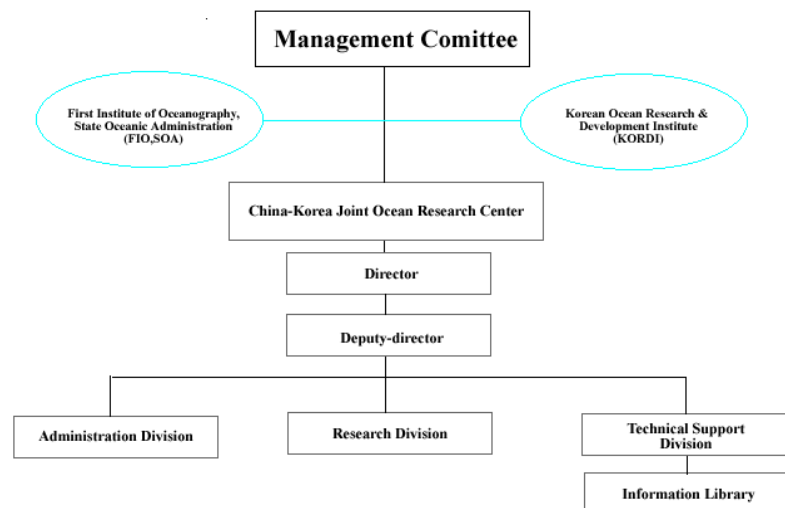 Management Comittee
First Institute of Oceanography,
State Oceanic Administration
(FIO,SOA)
Korean Ocean Research &
Development Institute
(KORDI)
China-Korea Joint Ocean Research Center
Director
Deputy-director
Administration Division
Research Division
Technical Support
Division
Information Library